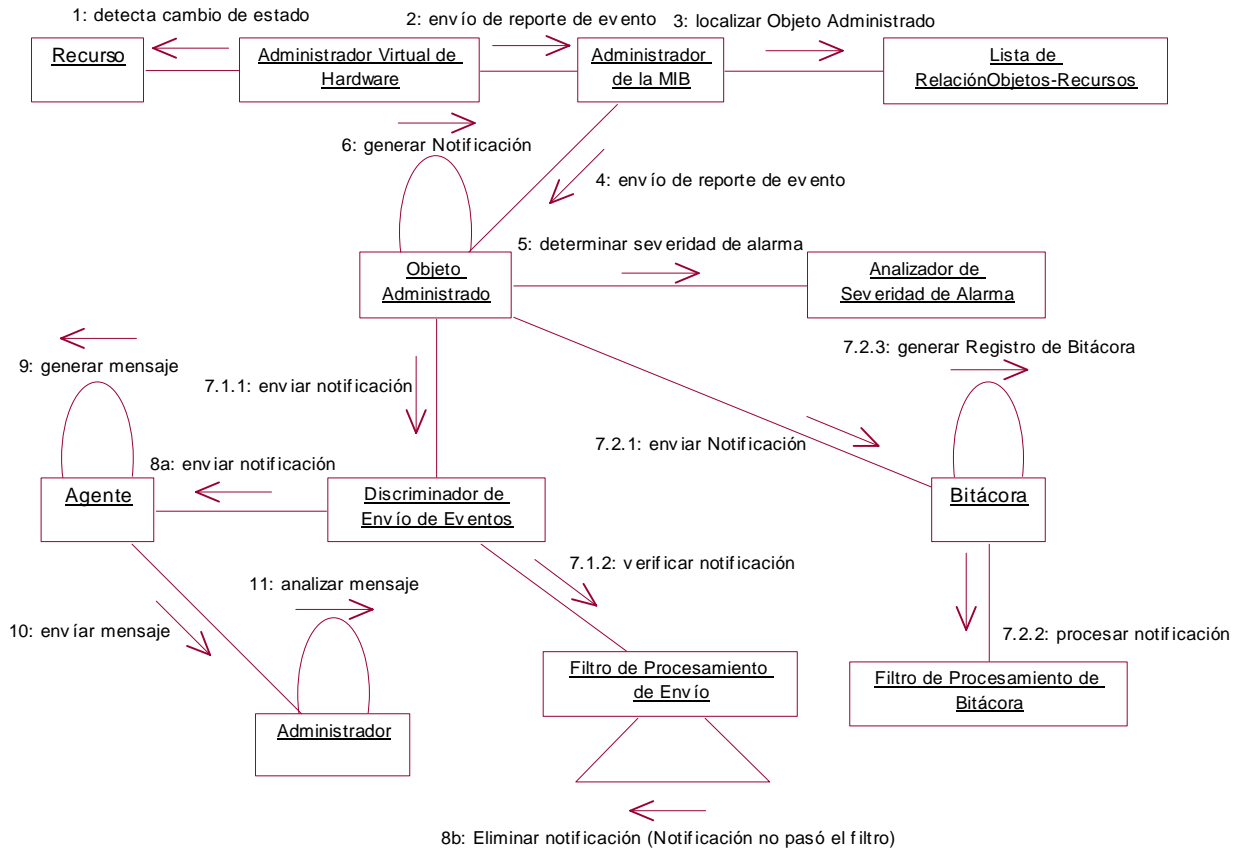 1: detecta cambio de estado
2: envío de reporte de evento
3: localizar Objeto Administrado
Recurso
Administrador Virtual de
Hardware
Administrador
de la MIB
Lista de
RelaciónObjetos-Recursos
6: generar Notificación
4: envío de reporte de evento
5: determinar severidad de alarma
Objeto
Administrado
Analizador de
Severidad de Alarma
9: generar mensaje
7.1.1: enviar notificación
7.2.3: generar Registro de Bitácora
7.2.1: enviar Notificación
8a: enviar notificación
Agente
Discriminador de
Envío de Eventos
Bitácora
7.1.2: verificar notificación
11: analizar mensaje
10: envíar mensaje
7.2.2: procesar notificación
Filtro de Procesamiento
de Envío
Filtro de Procesamiento de
Bitácora
Administrador
8b: Eliminar notificación (Notificación no pasó el filtro)